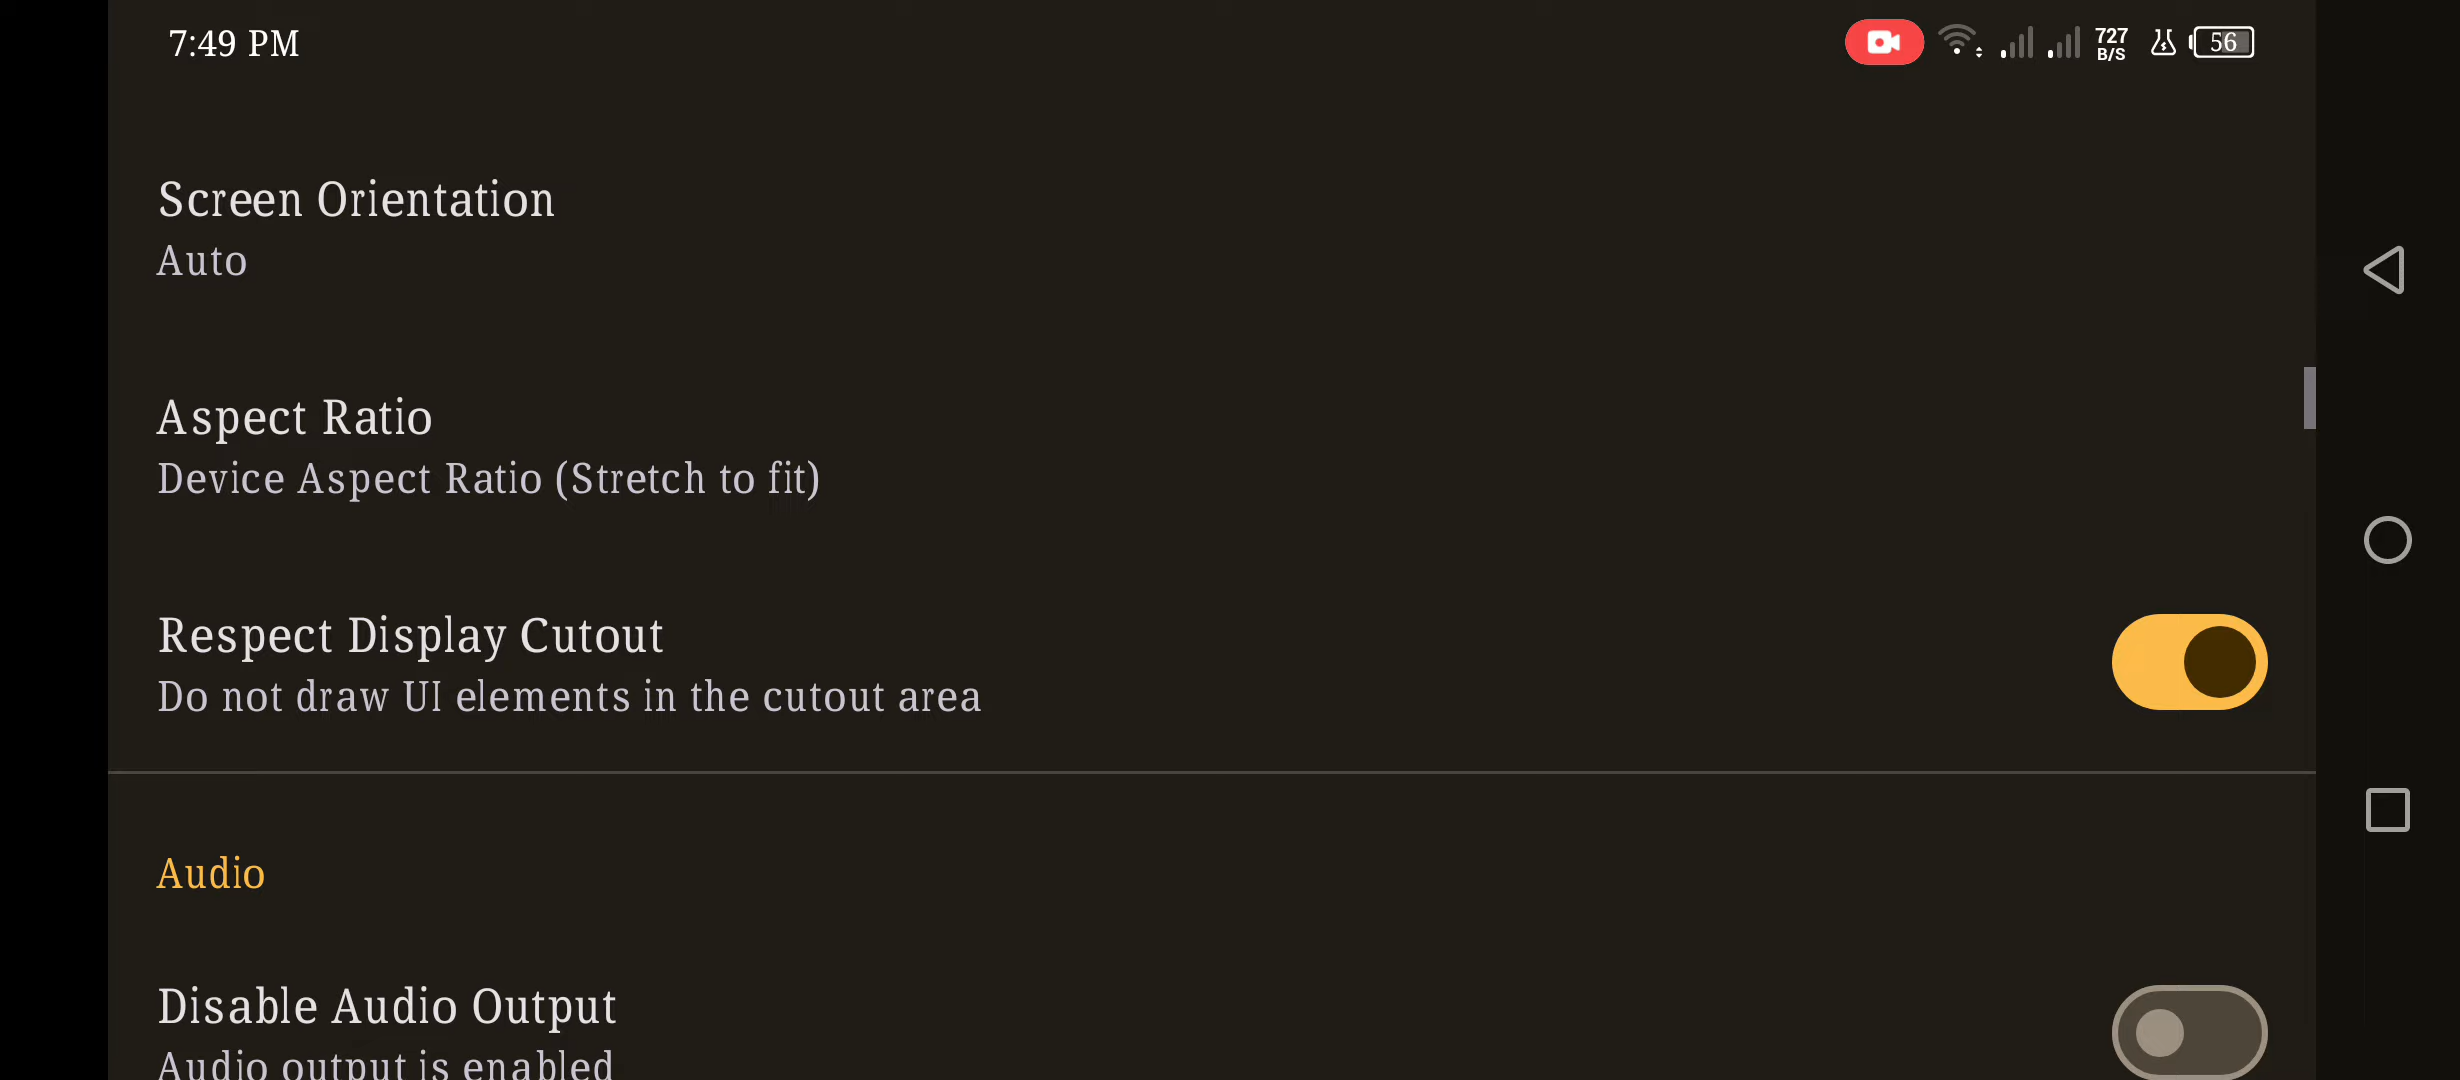 7:49 PM
727
B/S
56
Screen Orientation
Auto
Aspect Ratio
Device Aspect Ratio (Stretch to fit)
Respect Display Cutout
Do not draw UI elements in the cutout area
Audio
Disable Audio Output
Audio output is enabled